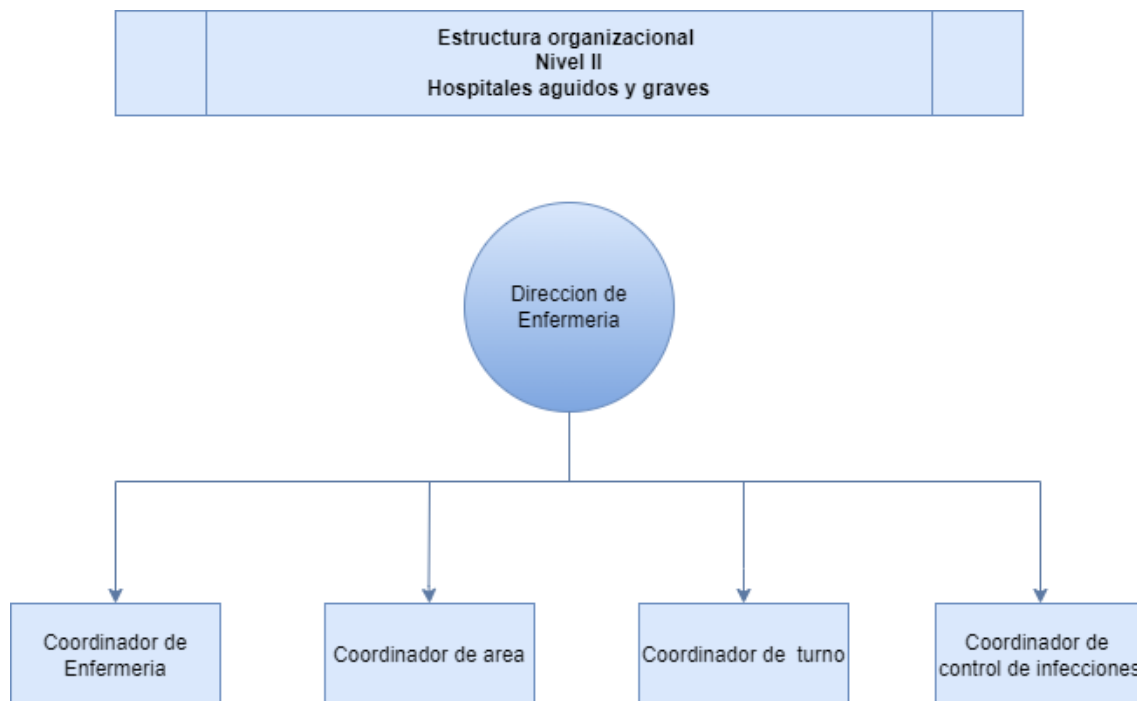 Estructura organizacional
Nivel II
Hospitales aguidos y graves
Direccion de
Enfermeria
Coordinador de
Enfermeria
Coordinador de area
Coordinador de turno
Coordinador de
control de infecciones